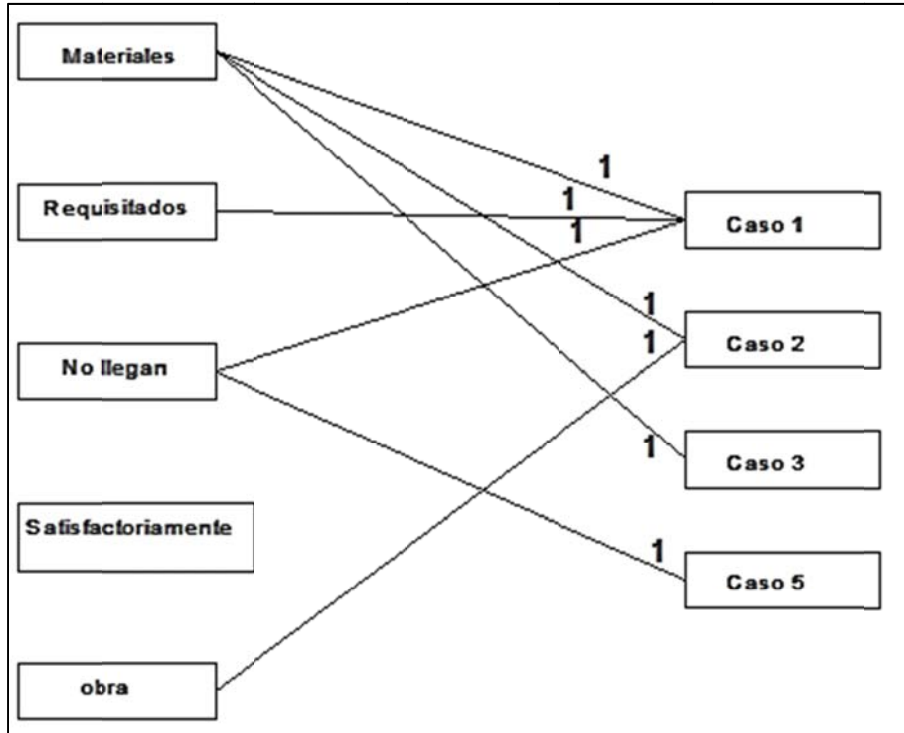 Materiales
Requisitados
No llegan
Satisfactoriamente
obra
1
1
1
1
1
1
1
Caso 1
Caso 2
Caso 3
Caso 5